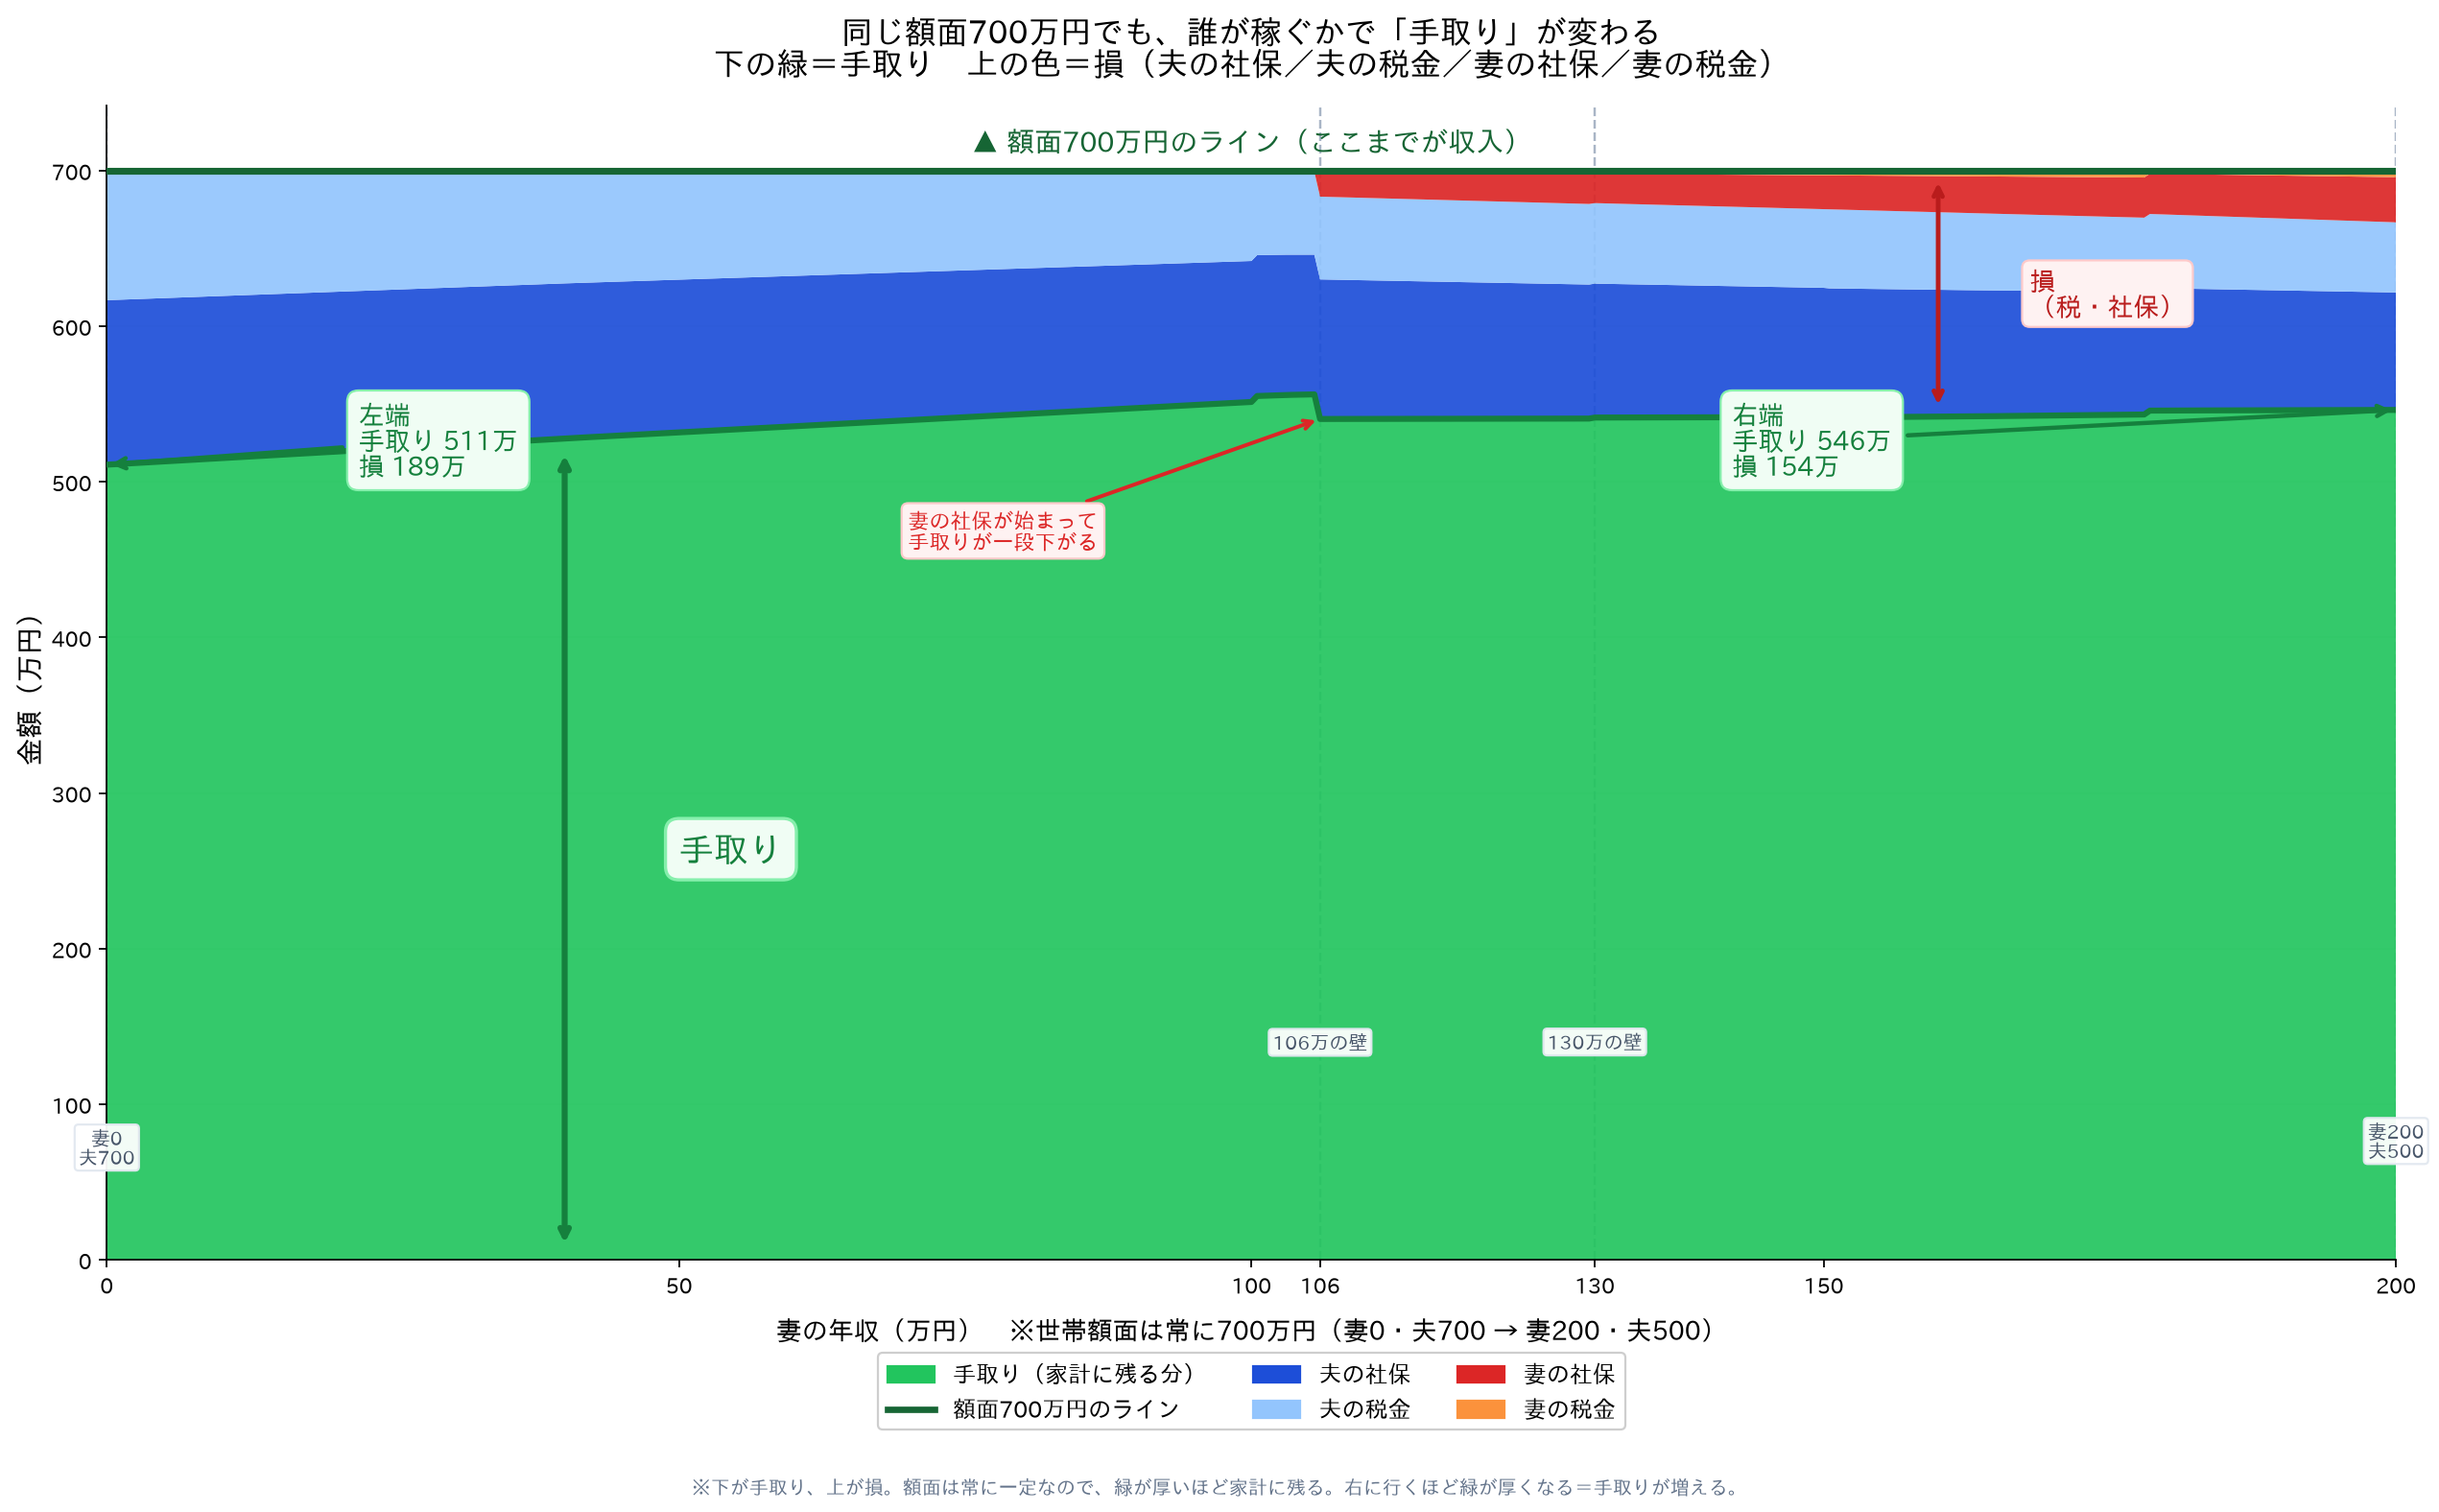 同じ額面700万円でも、誰が稼ぐかで「手取り」が変わる
下の緑＝手取り　上の色＝損（夫の社保／夫の税金／妻の社保／妻の税金）
▲ 額面700万円のライン（ここまでが収入）
金額（万円）
700
600
500
400
300
200
100
0
損
（税・社保）
左端
手取り 511万
損 189万
右端
手取り 546万
損 154万
妻の社保が始まって
手取りが一段下がる
手取り
106万の壁
130万の壁
妻0
夫700
妻200
夫500
0
50
100
106
130
150
200
妻の年収（万円）　※世帯額面は常に700万円（妻0・夫700 → 妻200・夫500）
手取り（家計に残る分）
額面700万円のライン
夫の社保
夫の税金
妻の社保
妻の税金
※下が手取り、上が損。額面は常に一定なので、緑が厚いほど家計に残る。右に行くほど緑が厚くなる＝手取りが増える。